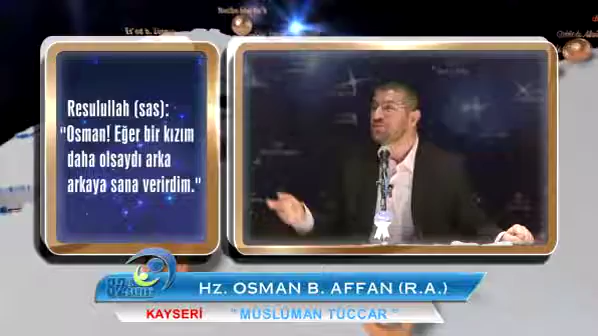 Resulullah (sas):
"Osman! Eğer bir kızım
daha olsaydı arka
arkaya sana verirdim."
Hz. OSMAN B. AFFAN (R.A.)
KAYSERİ "MÜSLÜMAN TÜCCAR"